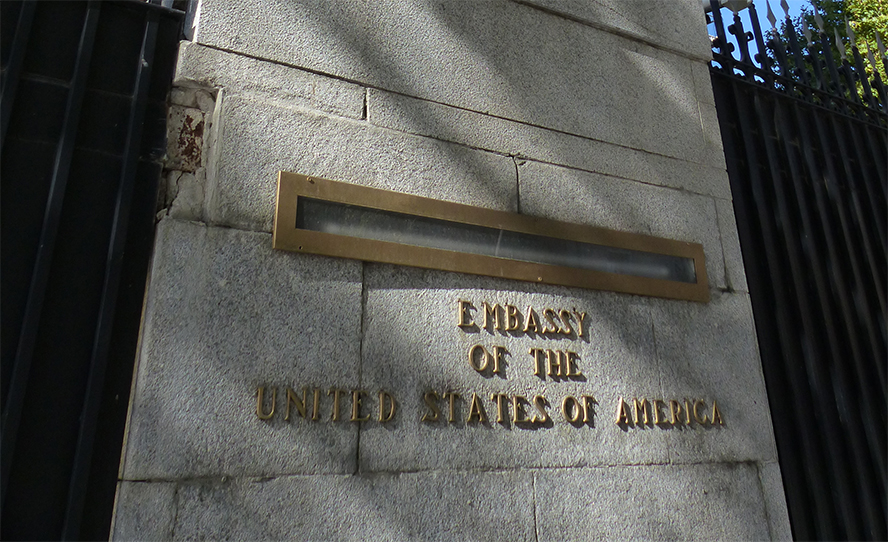 EMBASSY
OF THE
UNITED STATES OF AMERICA